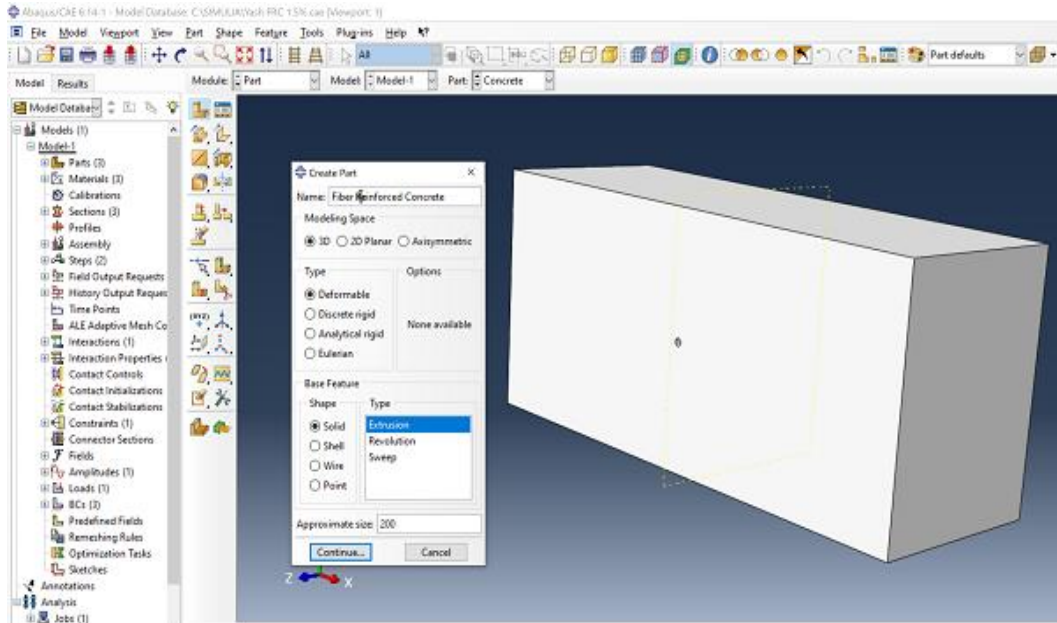 Abaqus/CAE 6.14-1 - Model Database: C:\SIMULIA\Yash FRC 1.5%.cae [Viewport: 1]
File Model Viewport View Part Shape Feature Tools Plug-ins Help
All Part defaults
Model Results Module: Part Model: Model-1 Part: Concrete
Model Databas
Models (1)
Model-1
Parts (3)
Materials (3)
Calibrations
Sections (3)
Profiles
Assembly
Steps (2)
Field Output Requests
History Output Reques
Time Points
ALE Adaptive Mesh Co
Interactions (1)
Interaction Properties
Contact Controls
Contact Initializations
Contact Stabilizations
Constraints (1)
Connector Sections
Fields
Amplitudes (1)
Loads (1)
BCs (3)
Predefined Fields
Remeshing Rules
Optimization Tasks
Sketches
Annotations
Analysis
Jobs (1)
(XYZ)
Create Part
Name: Fiber Reinforced Concrete
Modeling Space
3D 2D Planar Axisymmetric
Type Options
Deformable
Discrete rigid
None available
Analytical rigid
Eulerian
Base Feature
Shape Type
Solid Extrusion
Shell Revolution
Wire Sweep
Point
Approximate size: 200
Continue... Cancel
Z X